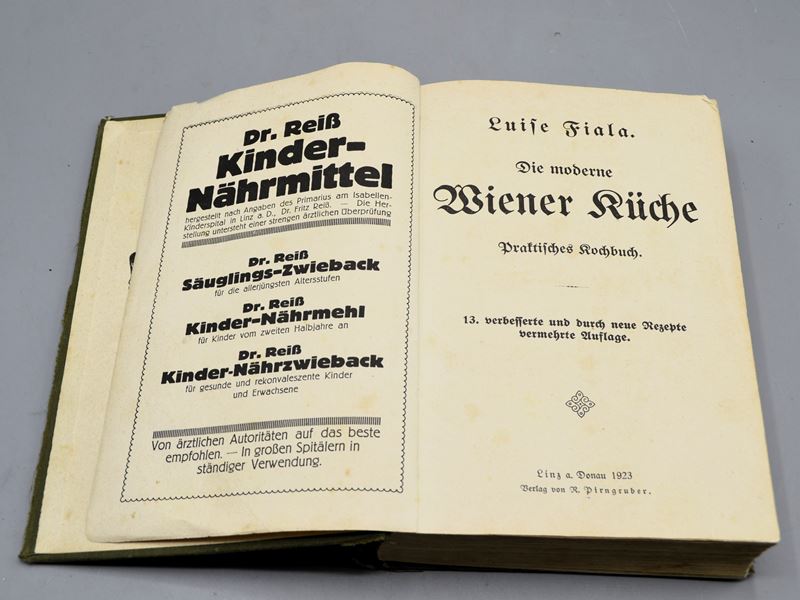 Dr. Reiß
Kinder-
Nährmittel
hergestellt nach Angaben des Primarius am Isabellen-
Kinderspital in Linz a. D., Dr. Fritz Reiß. — Die Her-
stellung untersteht einer strengen ärztlichen Überprüfung
Dr. Reiß
Säuglings-Zwieback
für die allerjüngsten Altersstufen
Dr. Reiß
Kinder-Nährmehl
für Kinder vom zweiten Halbjahre an
Dr. Reiß
Kinder-Nährzwieback
für gesunde und rekonvaleszente Kinder
und Erwachsene
Von ärztlichen Autoritäten auf das beste
empfohlen. — In großen Spitälern in
ständiger Verwendung.
Luise Fiala.
Die moderne
Wiener Küche
Praktisches Kochbuch.
13. verbesserte und durch neue Rezepte
vermehrte Auflage.
Linz a. Donau 1923
Verlag von R. Pirngruber.